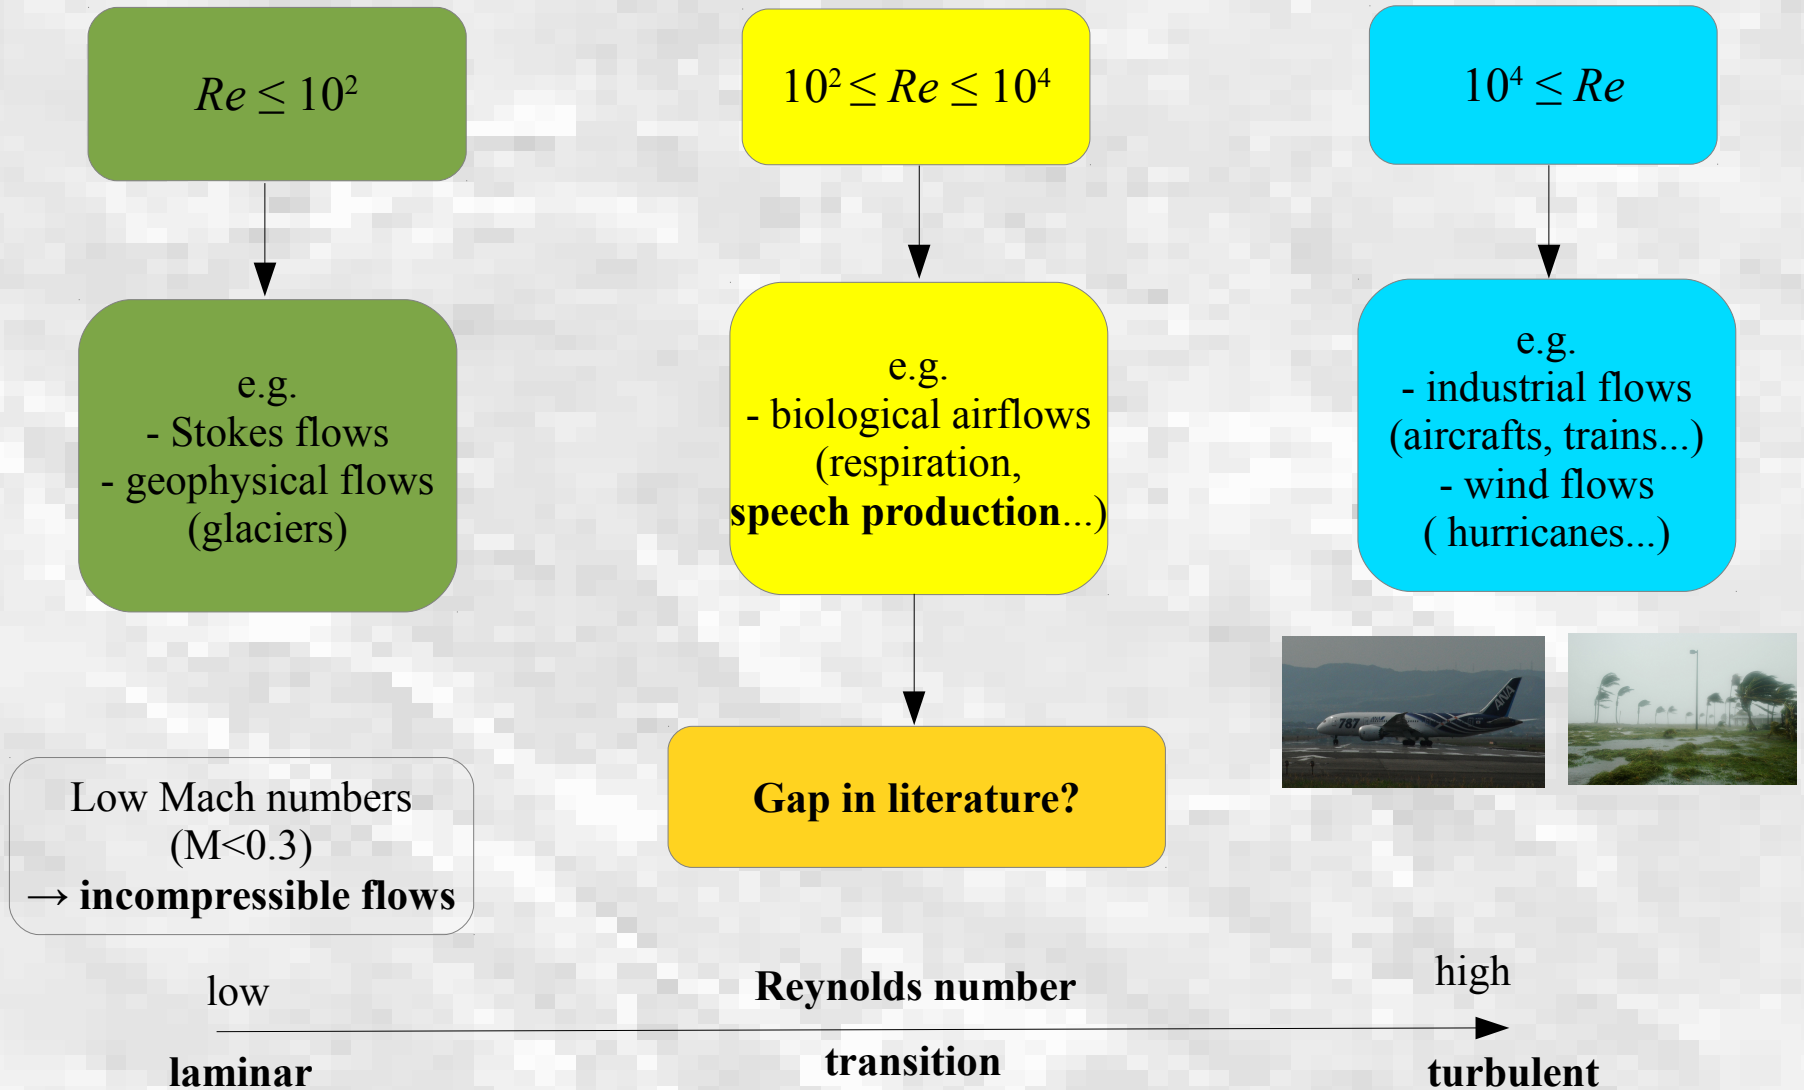 Re ≤ 10²
10² ≤ Re ≤ 10⁴
10⁴ ≤ Re
e.g.
- Stokes flows
- geophysical flows
(glaciers)
e.g.
- biological airflows
(respiration,
speech production...)
e.g.
- industrial flows
(aircrafts, trains...)
- wind flows
( hurricanes...)
787
ANA
Gap in literature?
Low Mach numbers
(M<0.3)
→ incompressible flows
low
Reynolds number
high
laminar
transition
turbulent